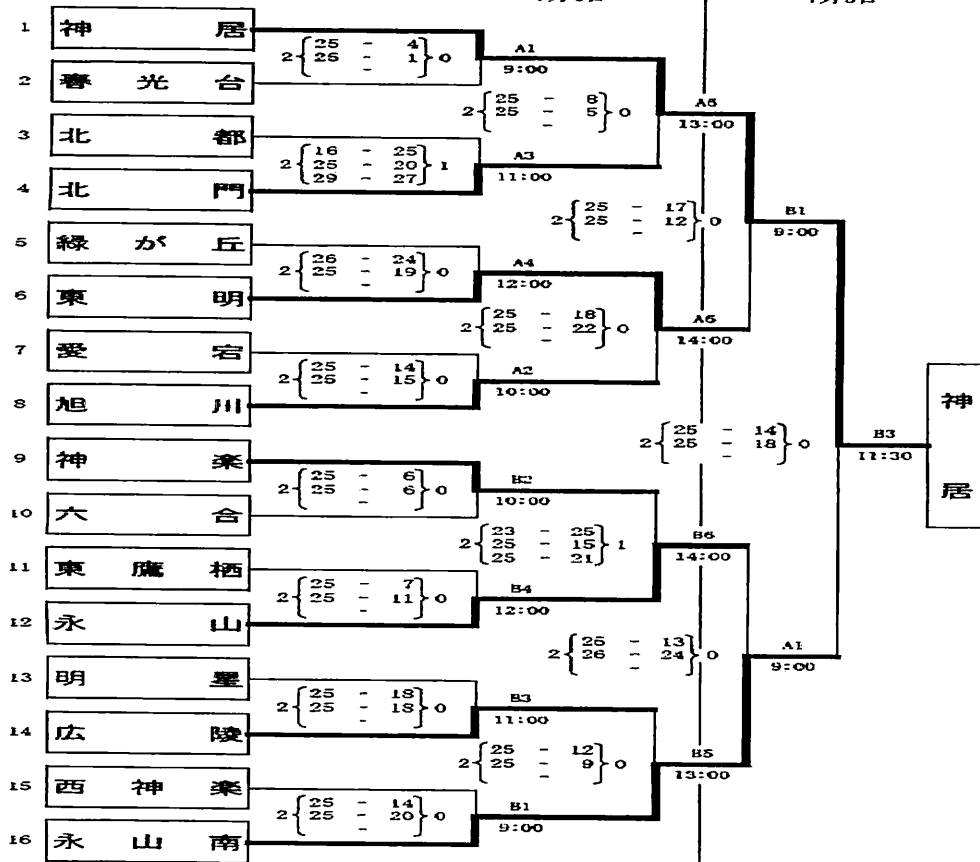 1 神居
2{25 - 4 25 - 1 -}0
A1
9:00
2 春光台
2{25 - 8 25 - 5 -}0
A5
13:00
3 北都
2{16 - 25 25 - 20 29 - 27}1
A3
11:00
4 北門
2{25 - 17 25 - 12 -}0
B1
9:00
5 緑が丘
2{26 - 24 25 - 19 -}0
A4
12:00
6 東明
2{25 - 18 25 - 22 -}0
A6
14:00
7 愛宕
2{25 - 14 25 - 15 -}0
A2
10:00
8 旭川
2{25 - 14 25 - 18 -}0
B3
11:30
神居
9 神楽
2{25 - 6 25 - 6 -}0
B2
10:00
10 六合
2{23 - 25 25 - 15 25 - 21}1
B6
14:00
11 東鷹栖
2{25 - 7 25 - 11 -}0
B4
12:00
12 永山
2{25 - 13 26 - 24 -}0
A1
9:00
13 明星
2{25 - 18 25 - 18 -}0
B3
11:00
14 広陵
2{25 - 12 25 - 9 -}0
B5
13:00
15 西神楽
2{25 - 14 25 - 20 -}0
B1
9:00
16 永山南